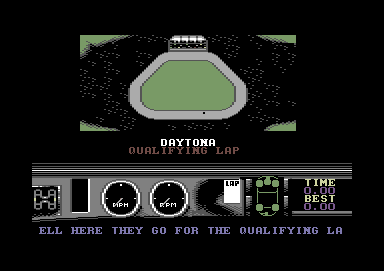 DAYTONA
QUALIFYING LAP
LAP
TIME
0.00
BEST
0.00
MPH
RPM
ELL HERE THEY GO FOR THE QUALIFYING LA